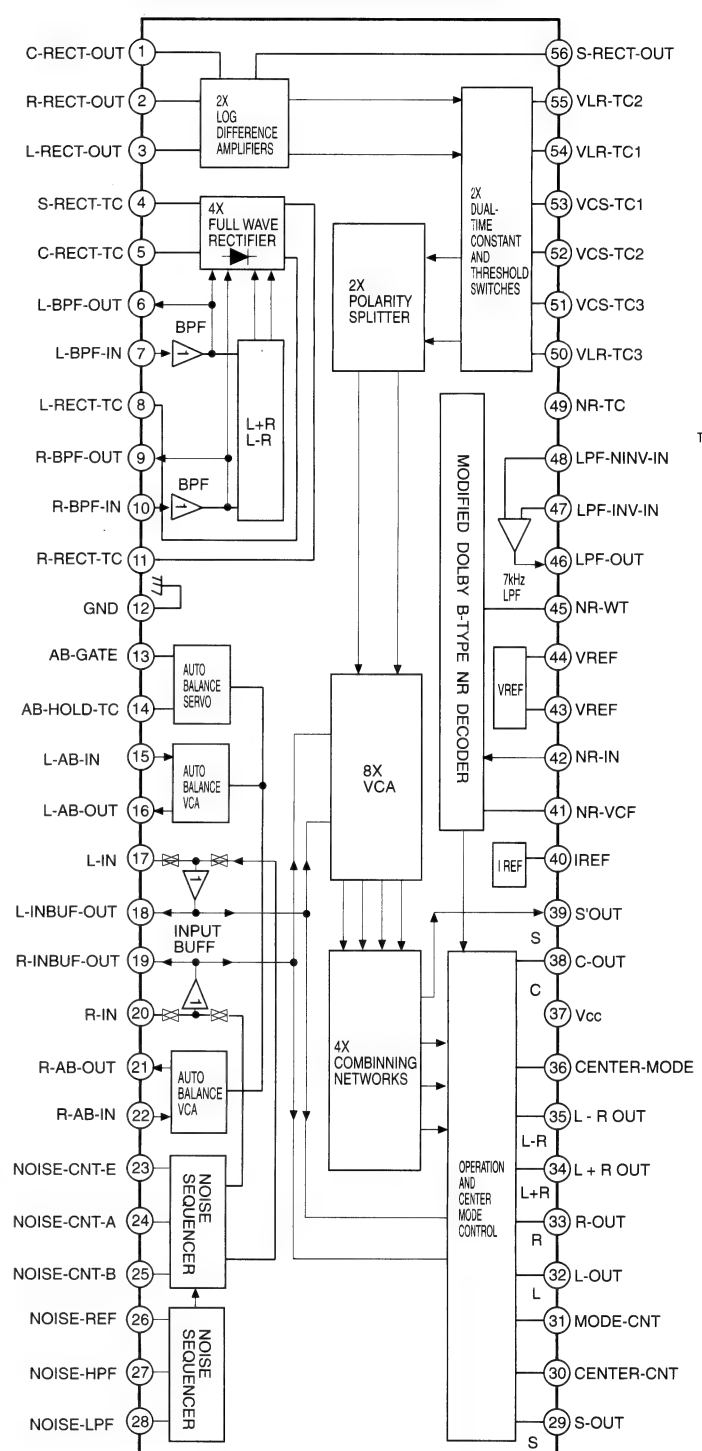 C-RECT-OUT 1
R-RECT-OUT 2
L-RECT-OUT 3
S-RECT-TC 4
C-RECT-TC 5
L-BPF-OUT 6
L-BPF-IN 7
L-RECT-TC 8
R-BPF-OUT 9
R-BPF-IN 10
R-RECT-TC 11
GND 12
AB-GATE 13
AB-HOLD-TC 14
L-AB-IN 15
L-AB-OUT 16
L-IN 17
L-INBUF-OUT 18
R-INBUF-OUT 19
R-IN 20
R-AB-OUT 21
R-AB-IN 22
NOISE-CNT-E 23
NOISE-CNT-A 24
NOISE-CNT-B 25
NOISE-REF 26
NOISE-HPF 27
NOISE-LPF 28
2X
LOG
DIFFERENCE
AMPLIFIERS
4X
FULL WAVE
RECTIFIER
BPF
1
L+R
L-R
BPF
1
AUTO
BALANCE
SERVO
AUTO
BALANCE
VCA
1
INPUT
BUFF
1
AUTO
BALANCE
VCA
NOISE
SEQUENCER
NOISE
SEQUENCER
2X
POLARITY
SPLITTER
2X
DUAL-
TIME
CONSTANT
AND
THRESHOLD
SWITCHES
MODIFIED DOLBY B-TYPE NR DECODER
8X
VCA
4X
COMBINNING
NETWORKS
OPERATION
AND
CENTER
MODE
CONTROL
7kHz
LPF
VREF
I REF
56 S-RECT-OUT
55 VLR-TC2
54 VLR-TC1
53 VCS-TC1
52 VCS-TC2
51 VCS-TC3
50 VLR-TC3
49 NR-TC
T
48 LPF-NINV-IN
47 LPF-INV-IN
46 LPF-OUT
45 NR-WT
44 VREF
43 VREF
42 NR-IN
41 NR-VCF
40 IREF
39 S'OUT
S
38 C-OUT
C
37 Vcc
36 CENTER-MODE
35 L - R OUT
L-R
34 L + R OUT
L+R
33 R-OUT
R
32 L-OUT
L
31 MODE-CNT
30 CENTER-CNT
29 S-OUT
S